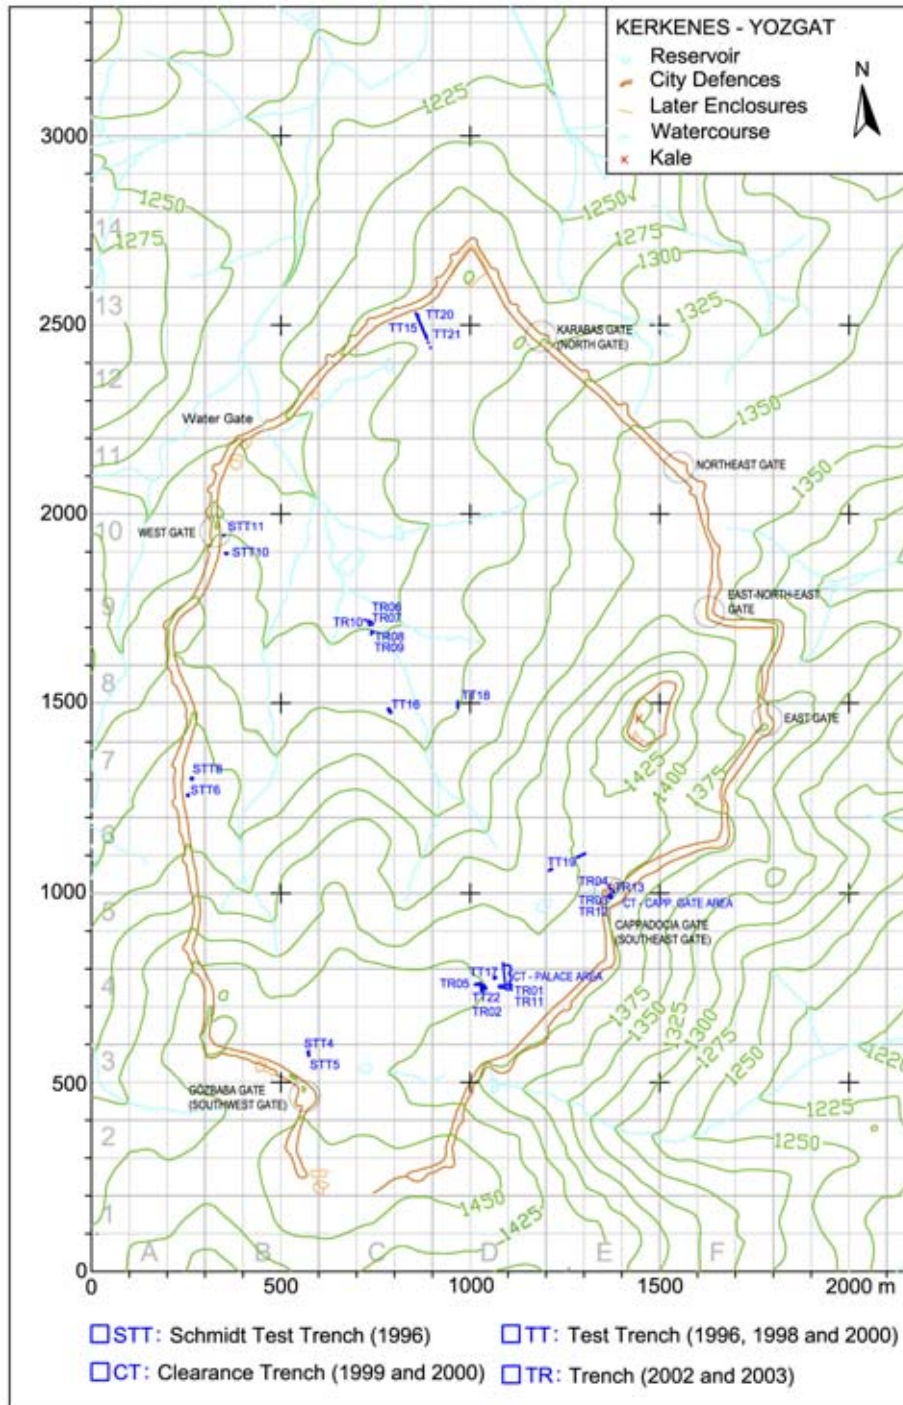 KERKENES - YOZGAT
Reservoir
City Defences
Later Enclosures
Watercourse
Kale
N
3000
2500
2000
1500
1000
500
0
0 500 1000 1500 2000 m
14
13
12
11
10
9
8
7
6
5
4
3
2
1
A B C D E F
1225
1250
1275
1250
1275
1300
1325
1350
1350
TT20
TT15
TT21
KARABAS GATE
(NORTH GATE)
Water Gate
NORTHEAST GATE
WEST GATE
STT11
STT10
EAST-NORTH-EAST
GATE
TR06
TR10 TR07
TR08
TR09
TT16
TT18
EAST GATE
1425
1400
1375
STT6
TT19
TR04
TR13
TR12
CT - CAPP. GATE AREA
CAPPADOCIA GATE
(SOUTHEAST GATE)
TT17
CT - PALACE AREA
TR05
TR01
TT22
TR11
TR02
STT4
STT5
GÖZBABA GATE
(SOUTHWEST GATE)
1375
1350
1325
1300
1275
1250
1225
1250
1450
1425
STT: Schmidt Test Trench (1996)
TT: Test Trench (1996, 1998 and 2000)
CT: Clearance Trench (1999 and 2000)
TR: Trench (2002 and 2003)